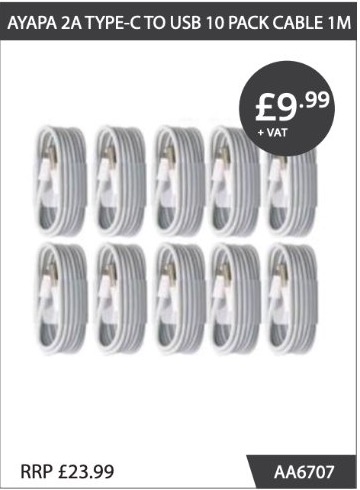 AYAPA 2A TYPE-C TO USB 10 PACK CABLE 1M
£9.99
+ VAT
RRP £23.99
AA6707